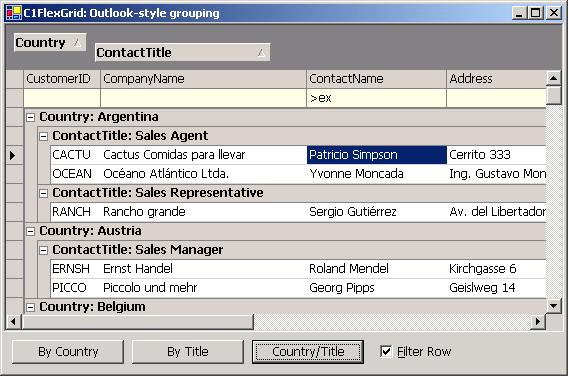 C1FlexGrid: Outlook-style grouping
Country
ContactTitle
CustomerID CompanyName ContactName Address
>ex
Country: Argentina
ContactTitle: Sales Agent
CACTU Cactus Comidas para llevar Patricio Simpson Cerrito 333
OCEAN Océano Atlántico Ltda. Yvonne Moncada Ing. Gustavo Mon
ContactTitle: Sales Representative
RANCH Rancho grande Sergio Gutiérrez Av. del Libertador
Country: Austria
ContactTitle: Sales Manager
ERNSH Ernst Handel Roland Mendel Kirchgasse 6
PICCO Piccolo und mehr Georg Pipps Geislweg 14
Country: Belgium
By Country By Title Country/Title Filter Row